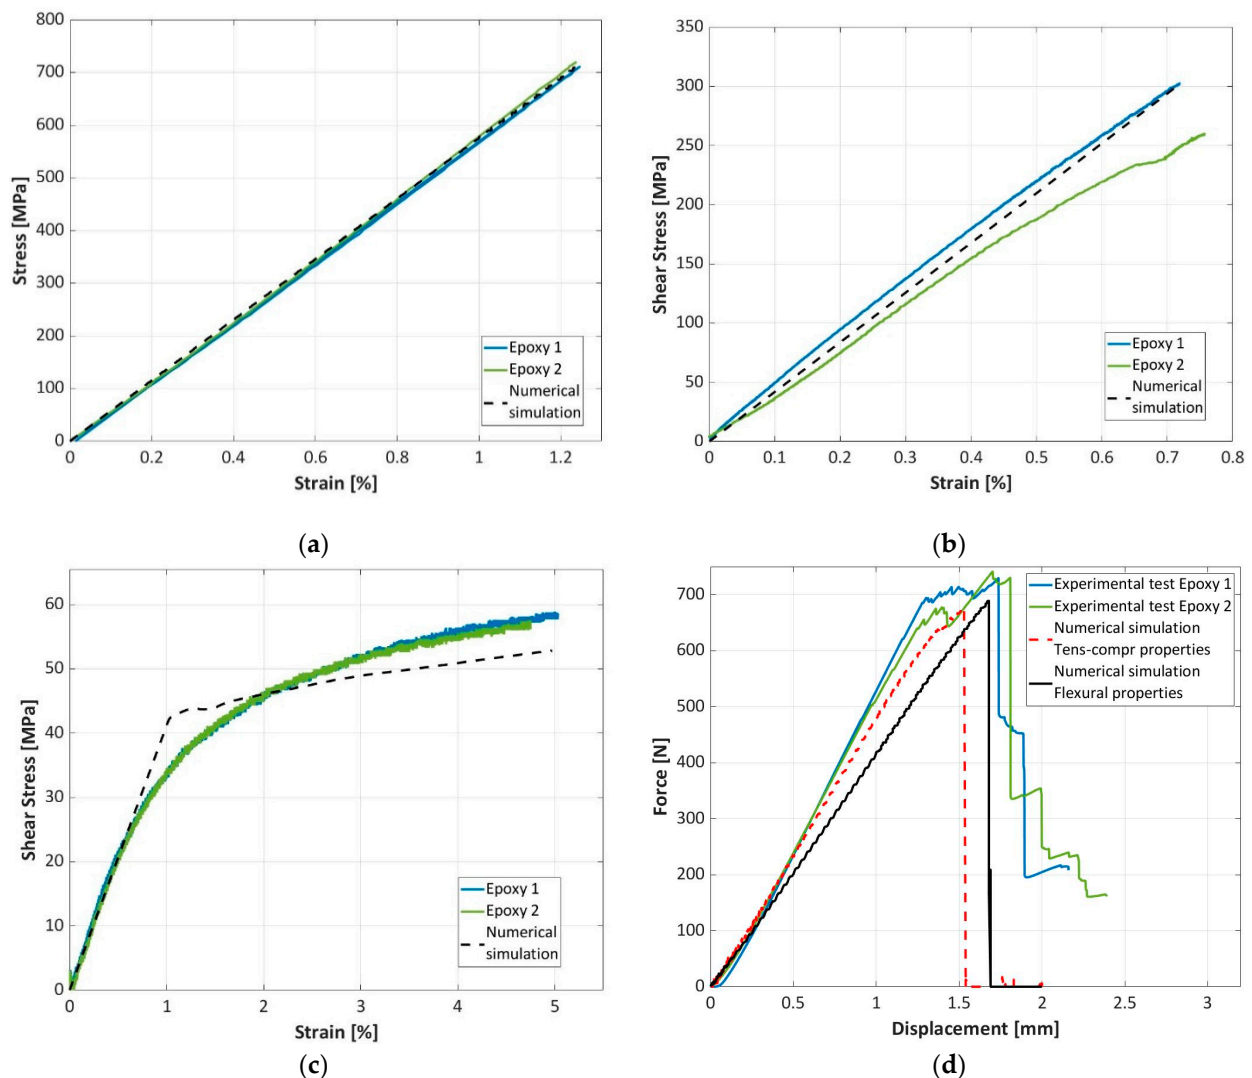 800
700
600
500
400
300
200
100
0
Stress [MPa]
0 0.2 0.4 0.6 0.8 1 1.2
Strain [%]
Epoxy 1
Epoxy 2
Numerical
simulation
(a)
350
300
250
200
150
100
50
0
Shear Stress [MPa]
0 0.1 0.2 0.3 0.4 0.5 0.6 0.7 0.8
Strain [%]
Epoxy 1
Epoxy 2
Numerical
simulation
(b)
60
50
40
30
20
10
0
Shear Stress [MPa]
0 1 2 3 4 5
Strain [%]
Epoxy 1
Epoxy 2
Numerical
simulation
(c)
700
600
500
400
300
200
100
0
Force [N]
0 0.5 1 1.5 2 2.5 3
Displacement [mm]
Experimental test Epoxy 1
Experimental test Epoxy 2
Numerical simulation
Tens-compr properties
Numerical simulation
Flexural properties
(d)